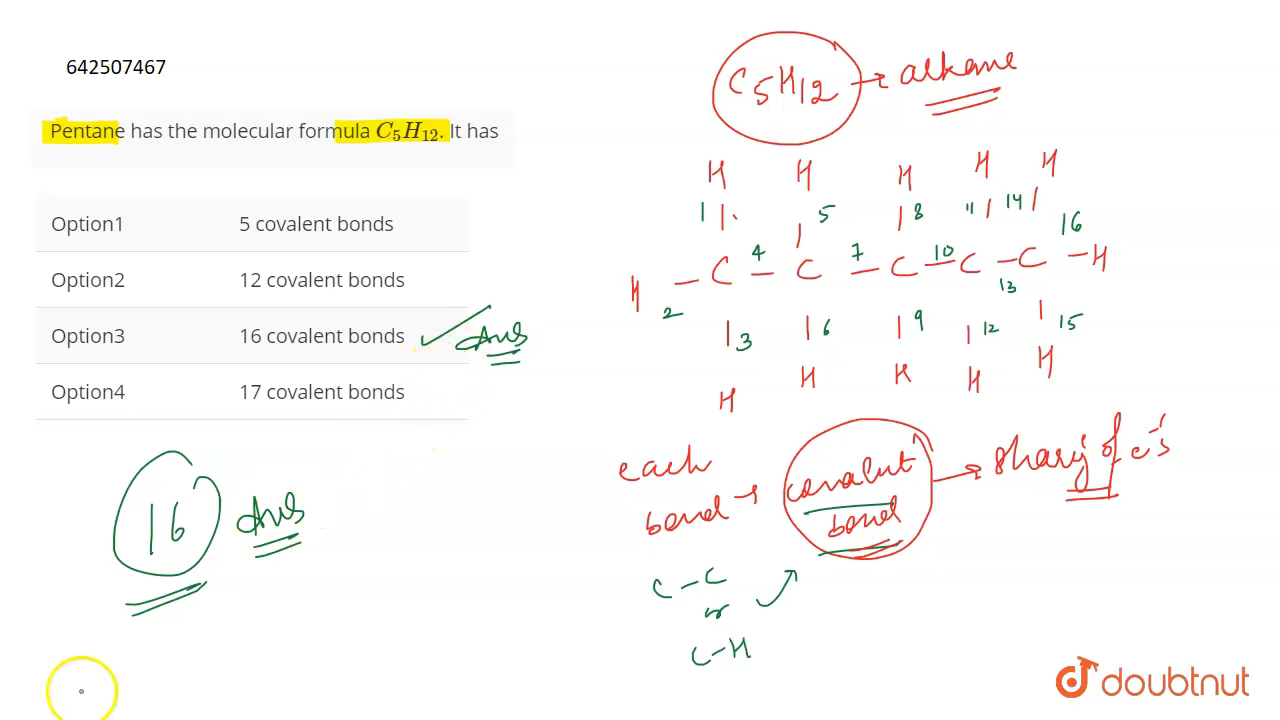 642507467
Pentane has the molecular formula C5H12. It has
Option1 5 covalent bonds
Option2 12 covalent bonds
Option3 16 covalent bonds Ans
Option4 17 covalent bonds
16 Ans
C5H12 → alkane
H H H H H
1 5 8 11 14 16
4 7 10
H – C – C – C – C – C – H
2 13
3 6 9 12 15
H H H H H
each
bond → covalent bond → sharing of e-s
C – C
or
C – H
doubtnut